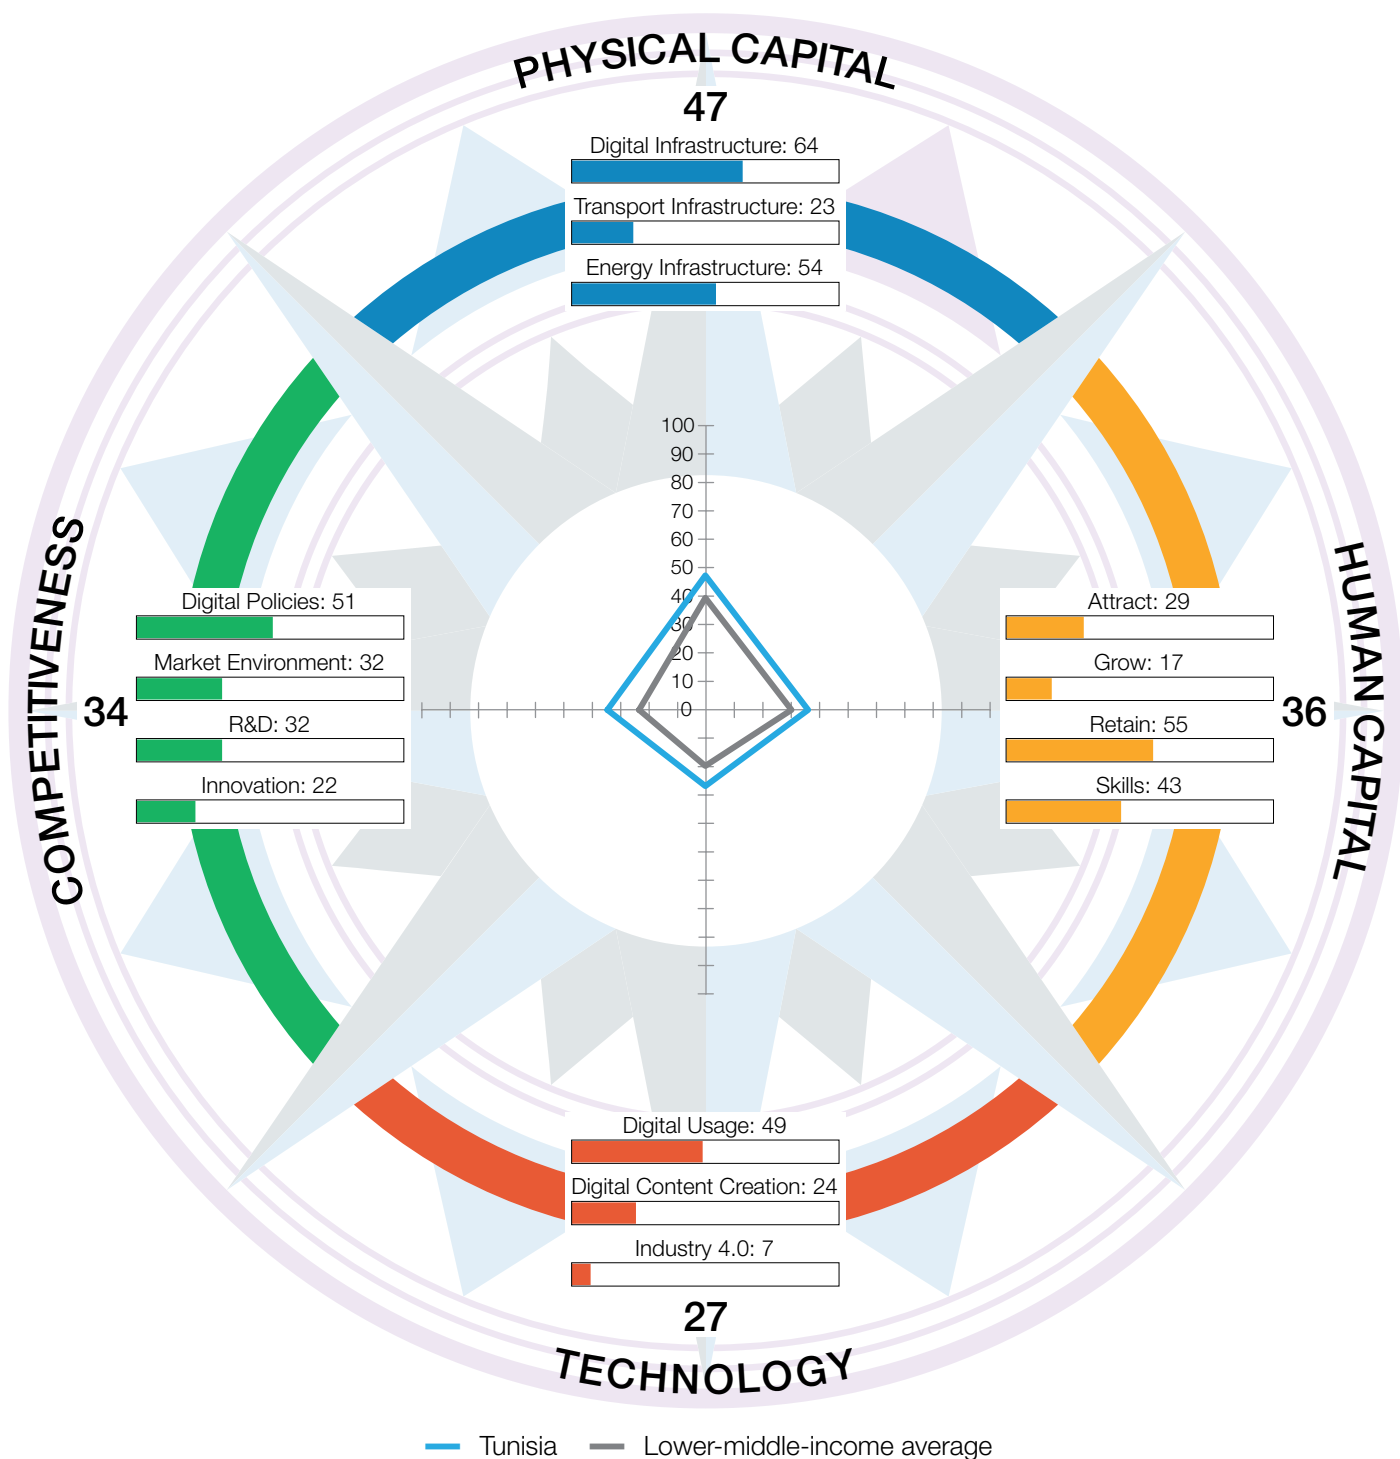 PHYSICAL CAPITAL
47
Digital Infrastructure: 64
Transport Infrastructure: 23
Energy Infrastructure: 54
100
90
80
70
60
50
40
30
20
10
0
COMPETITIVENESS
34
Digital Policies: 51
Market Environment: 32
R&D: 32
Innovation: 22
HUMAN CAPITAL
36
Attract: 29
Grow: 17
Retain: 55
Skills: 43
Digital Usage: 49
Digital Content Creation: 24
Industry 4.0: 7
27
TECHNOLOGY
Tunisia
Lower-middle-income average